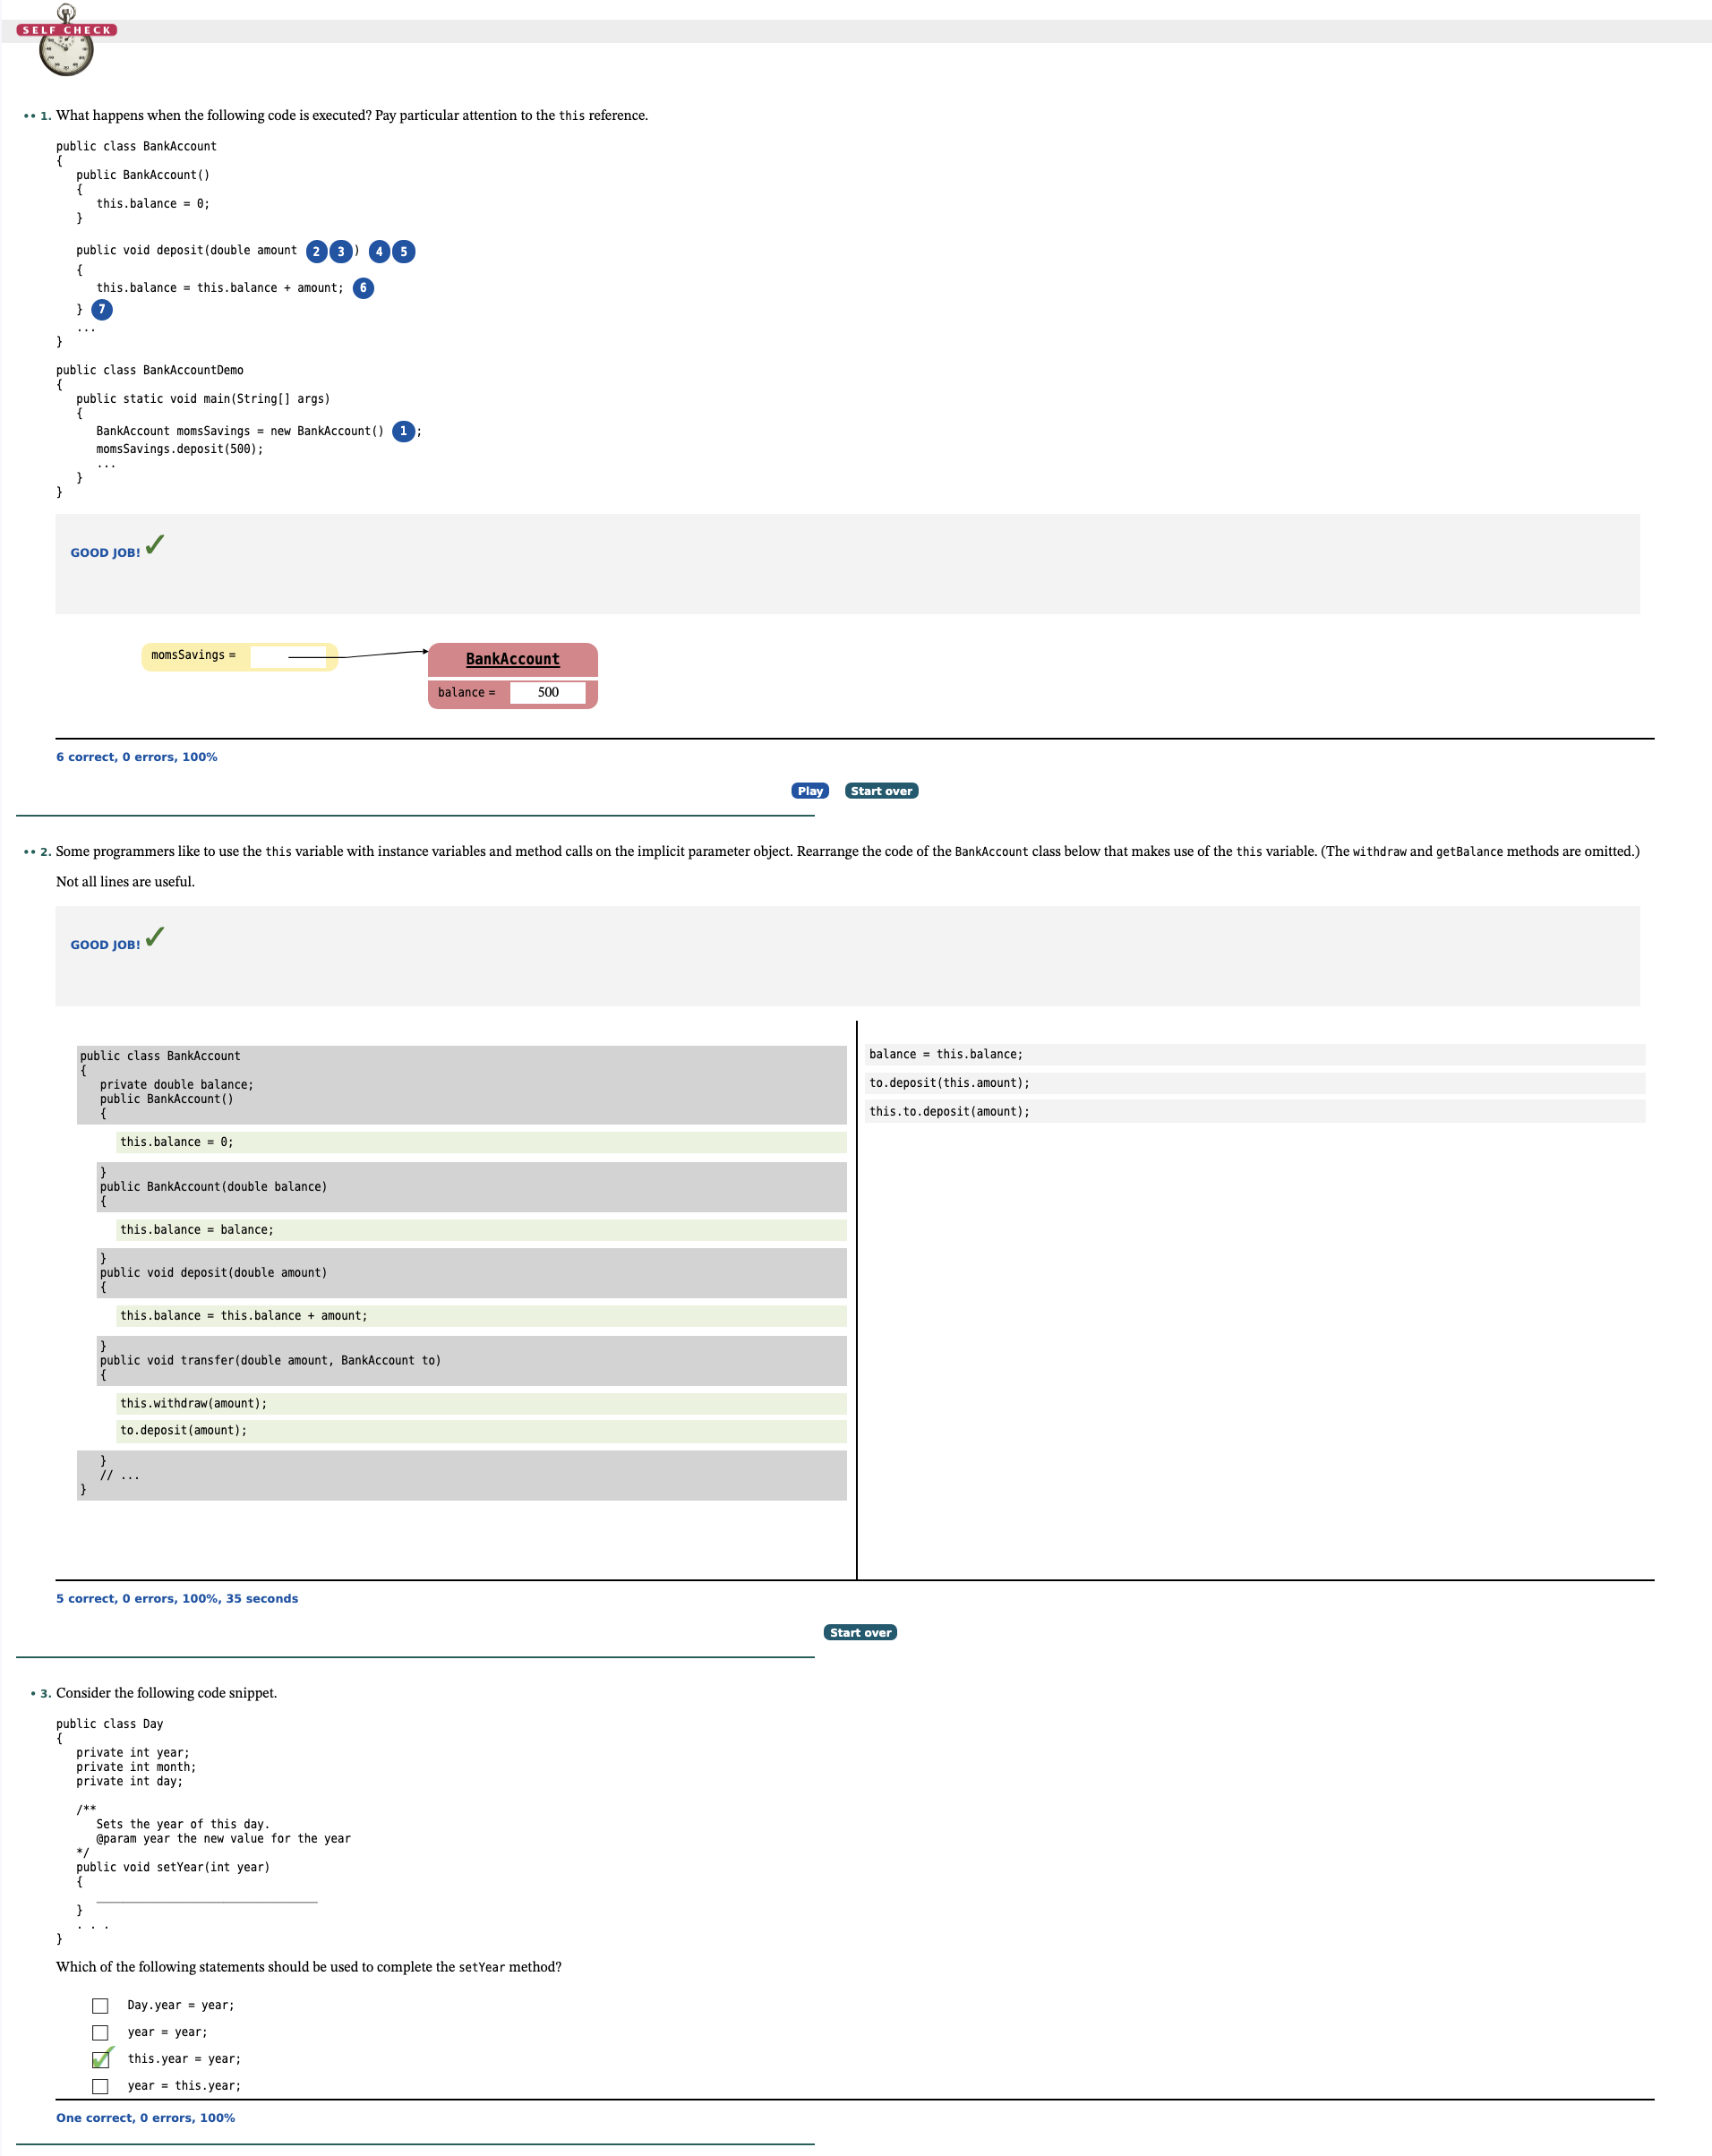 SELF CHECK
•• 1. What happens when the following code is executed? Pay particular attention to the this reference.
public class BankAccount
{
   public BankAccount()
   {
      this.balance = 0;
   }
   public void deposit(double amount 2 3 ) 4 5
   {
      this.balance = this.balance + amount; 6
   } 7
   ...
}
public class BankAccountDemo
{
   public static void main(String[] args)
   {
      BankAccount momsSavings = new BankAccount() 1 ;
      momsSavings.deposit(500);
      ...
   }
}
GOOD JOB! ✓
momsSavings =
BankAccount
balance = 500
6 correct, 0 errors, 100%
Play Start over
•• 2. Some programmers like to use the this variable with instance variables and method calls on the implicit parameter object. Rearrange the code of the BankAccount class below that makes use of the this variable. (The withdraw and getBalance methods are omitted.)
Not all lines are useful.
GOOD JOB! ✓
public class BankAccount
{
   private double balance;
   public BankAccount()
   {
      this.balance = 0;
   }
   public BankAccount(double balance)
   {
      this.balance = balance;
   }
   public void deposit(double amount)
   {
      this.balance = this.balance + amount;
   }
   public void transfer(double amount, BankAccount to)
   {
      this.withdraw(amount);
      to.deposit(amount);
   }
   // ...
}
balance = this.balance;
to.deposit(this.amount);
this.to.deposit(amount);
5 correct, 0 errors, 100%, 35 seconds
Start over
• 3. Consider the following code snippet.
public class Day
{
   private int year;
   private int month;
   private int day;
   /**
      Sets the year of this day.
      @param year the new value for the year
   */
   public void setYear(int year)
   {
      ________________________________
   }
   . . .
}
Which of the following statements should be used to complete the setYear method?
Day.year = year;
year = year;
this.year = year;
year = this.year;
One correct, 0 errors, 100%